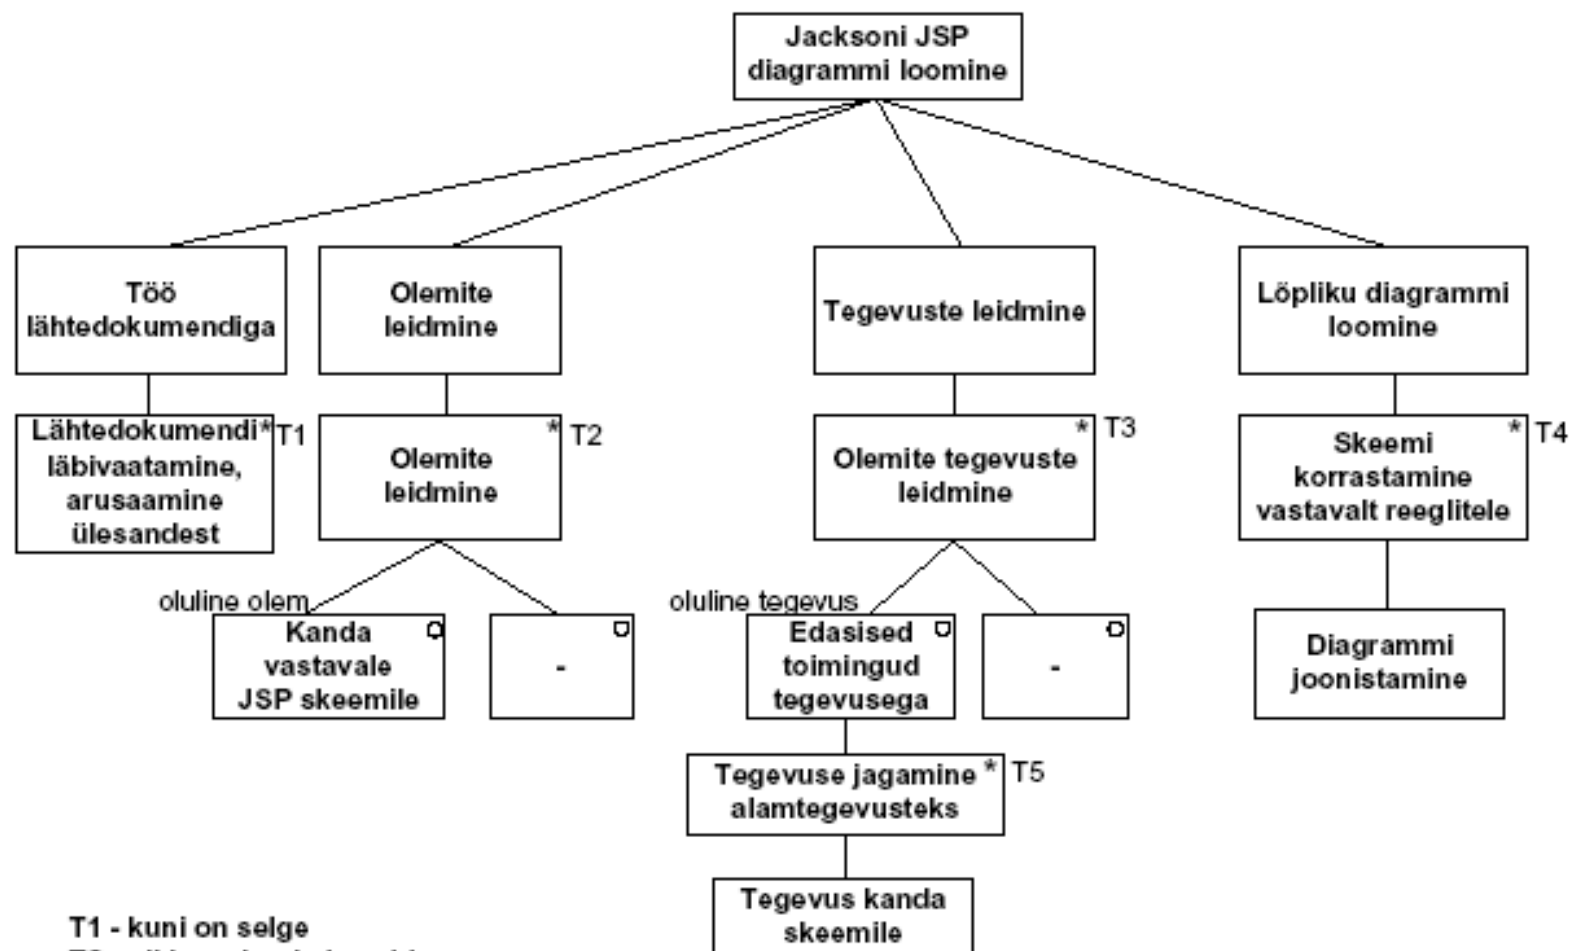 Jacksoni JSP
diagrammi loomine
Töö
lähtedokumendiga
Olemite
leidmine
Tegevuste leidmine
Lõpliku diagrammi
loomine
Lähtedokumendi* T1
läbivaatamine,
arusaamine
ülesandest
* T2
Olemite
leidmine
* T3
Olemite tegevuste
leidmine
* T4
Skeemi
korrastamine
vastavalt reeglitele
oluline olem
Kanda
vastavale
JSP skeemile
-
oluline tegevus
Edasised
toimingud
tegevusega
-
Diagrammi
joonistamine
Tegevuse jagamine * T5
alamtegevusteks
Tegevus kanda
skeemile
T1 - kuni on selge